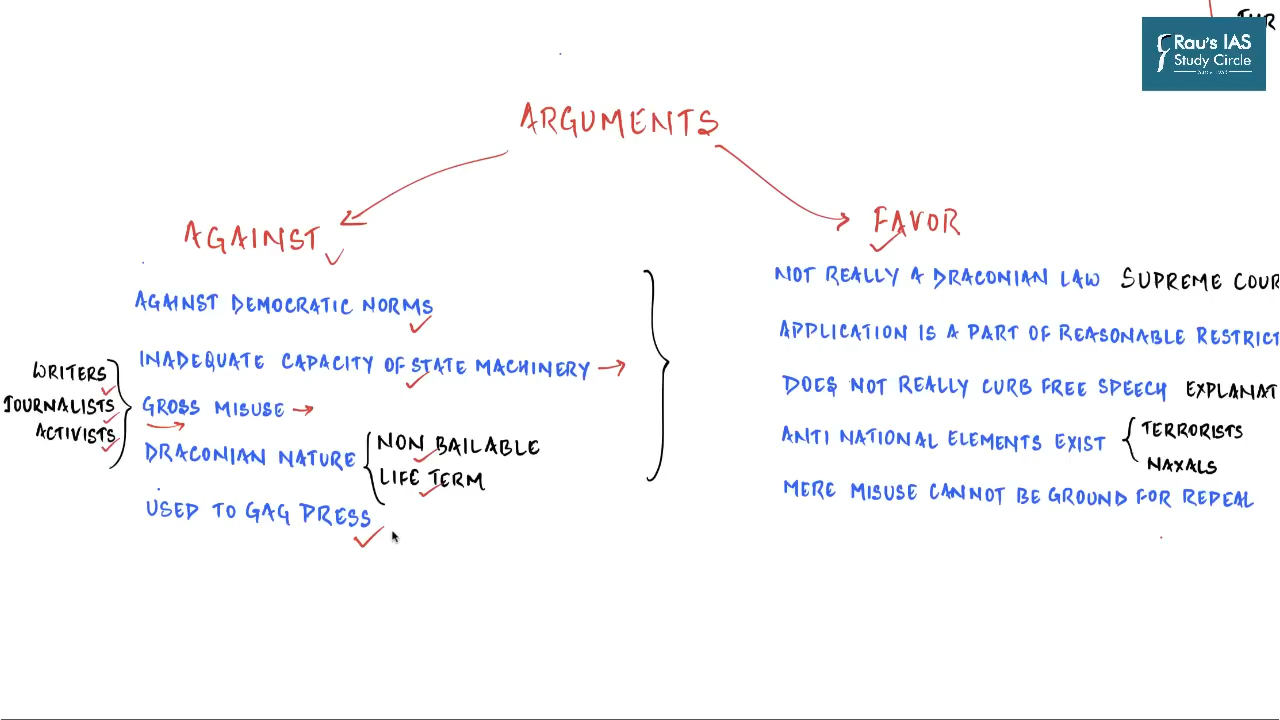 Rau's IAS
Study Circle
ARGUMENTS
AGAINST
AGAINST DEMOCRATIC NORMS
INADEQUATE CAPACITY OF STATE MACHINERY
WRITERS
JOURNALISTS
ACTIVISTS
GROSS MISUSE
DRACONIAN NATURE
NON BAILABLE
LIFE TERM
USED TO GAG PRESS
FAVOR
NOT REALLY A DRACONIAN LAW SUPREME COUR
APPLICATION IS A PART OF REASONABLE RESTRICT
DOES NOT REALLY CURB FREE SPEECH EXPLANAT
ANTI NATIONAL ELEMENTS EXIST
TERRORISTS
NAXALS
MERE MISUSE CANNOT BE GROUND FOR REPEAL